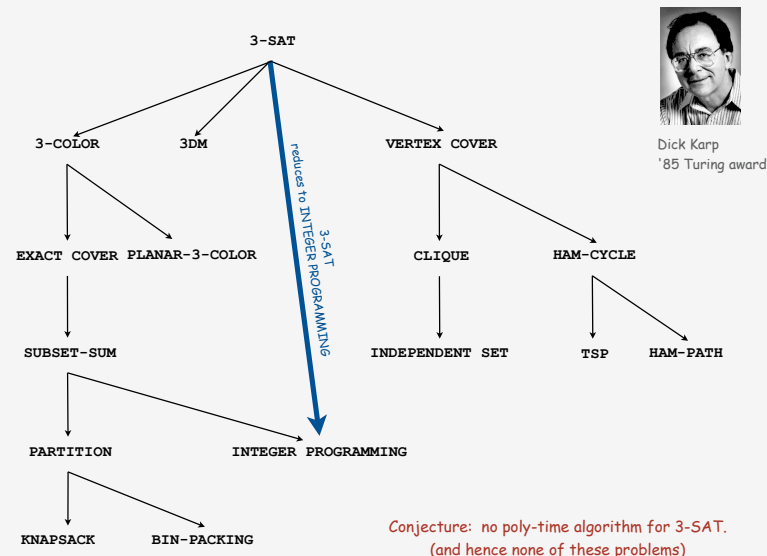 3-SAT
Dick Karp
'85 Turing award
3-COLOR 3DM VERTEX COVER
3-SAT
reduces to INTEGER PROGRAMMING
EXACT COVER PLANAR-3-COLOR CLIQUE HAM-CYCLE
SUBSET-SUM INDEPENDENT SET TSP HAM-PATH
PARTITION INTEGER PROGRAMMING
KNAPSACK BIN-PACKING
Conjecture: no poly-time algorithm for 3-SAT.
(and hence none of these problems)